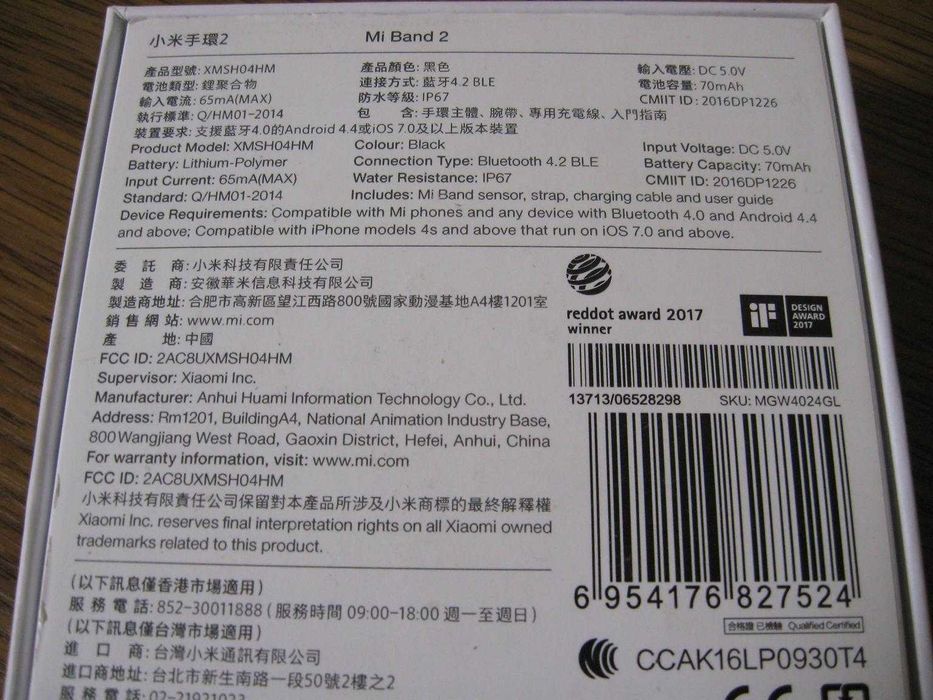 小米手環2 Mi Band 2
產品型號: XMSH04HM 產品顏色: 黑色 輸入電壓: DC 5.0V
電池類型: 鋰聚合物 連接方式: 藍牙4.2 BLE 電池容量: 70mAh
輸入電流: 65mA(MAX) 防水等級: IP67 CMIIT ID: 2016DP1226
執行標準: Q/HM01-2014 包 含: 手環主體、腕帶、專用充電線、入門指南
裝置要求: 支援藍牙4.0的Android 4.4或iOS 7.0及以上版本裝置
Product Model: XMSH04HM Colour: Black Input Voltage: DC 5.0V
Battery: Lithium-Polymer Connection Type: Bluetooth 4.2 BLE Battery Capacity: 70mAh
Input Current: 65mA(MAX) Water Resistance: IP67 CMIIT ID: 2016DP1226
Standard: Q/HM01-2014 Includes: Mi Band sensor, strap, charging cable and user guide
Device Requirements: Compatible with Mi phones and any device with Bluetooth 4.0 and Android 4.4
and above; Compatible with iPhone models 4s and above that run on iOS 7.0 and above.
委 託 商: 小米科技有限責任公司
製 造 商: 安徽華米信息科技有限公司
製造商地址: 合肥市高新區望江西路800號國家動漫基地A4樓1201室
銷售網站: www.mi.com
產 地: 中國
FCC ID: 2AC8UXMSH04HM
Supervisor: Xiaomi Inc.
Manufacturer: Anhui Huami Information Technology Co., Ltd.
Address: Rm1201, BuildingA4, National Animation Industry Base,
800 Wangjiang West Road, Gaoxin District, Hefei, Anhui, China
For warranty information, visit: www.mi.com
FCC ID: 2AC8UXMSH04HM
小米科技有限責任公司保留對本產品所涉及小米商標的最終解釋權
Xiaomi Inc. reserves final interpretation rights on all Xiaomi owned
trademarks related to this product.
reddot award 2017
winner
iF
DESIGN
AWARD
2017
13713/06528298 SKU: MGW4024GL
6 954176 827524
合格證 已檢驗 Qualified Certified
CCAK16LP0930T4
(以下訊息僅香港市場適用)
服務電話: 852-30011888 (服務時間 09:00-18:00 週一至週日)
(以下訊息僅台灣市場適用)
進 口 商: 台灣小米通訊有限公司
進口商地址: 台北市新生南路一段50號2樓之2
服務電話: 02-21921023